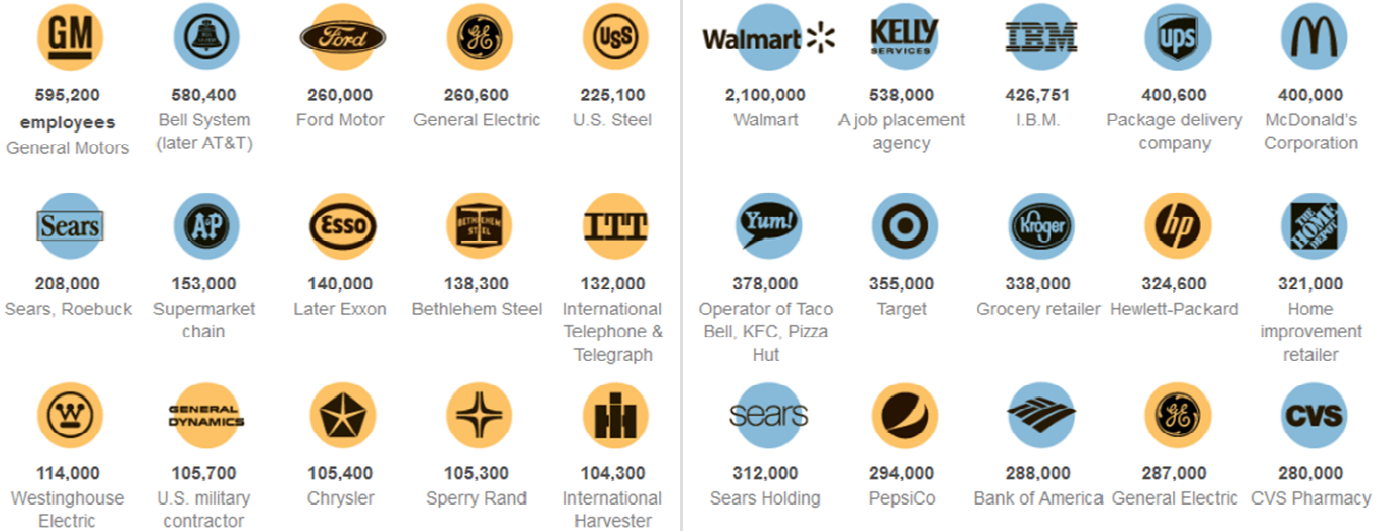 GM
Ford
GE
USS
Walmart
KELLY
SERVICES
IBM
ups
M
595,200
employees
General Motors
580,400
Bell System
(later AT&T)
260,000
Ford Motor
260,600
General Electric
225,100
U.S. Steel
2,100,000
Walmart
538,000
A job placement
agency
426,751
I.B.M.
400,600
Package delivery
company
400,000
McDonald's
Corporation
Sears
A&P
Esso
BETHLEHEM
STEEL
ITT
Yum!
Kroger
hp
THE
HOME
DEPOT
208,000
Sears, Roebuck
153,000
Supermarket
chain
140,000
Later Exxon
138,300
Bethlehem Steel
132,000
International
Telephone &
Telegraph
378,000
Operator of Taco
Bell, KFC, Pizza
Hut
355,000
Target
338,000
Grocery retailer
324,600
Hewlett-Packard
321,000
Home
improvement
retailer
W
GENERAL
DYNAMICS
sears
GE
CVS
114,000
Westinghouse
Electric
105,700
U.S. military
contractor
105,400
Chrysler
105,300
Sperry Rand
104,300
International
Harvester
312,000
Sears Holding
294,000
PepsiCo
288,000
Bank of America
287,000
General Electric
280,000
CVS Pharmacy